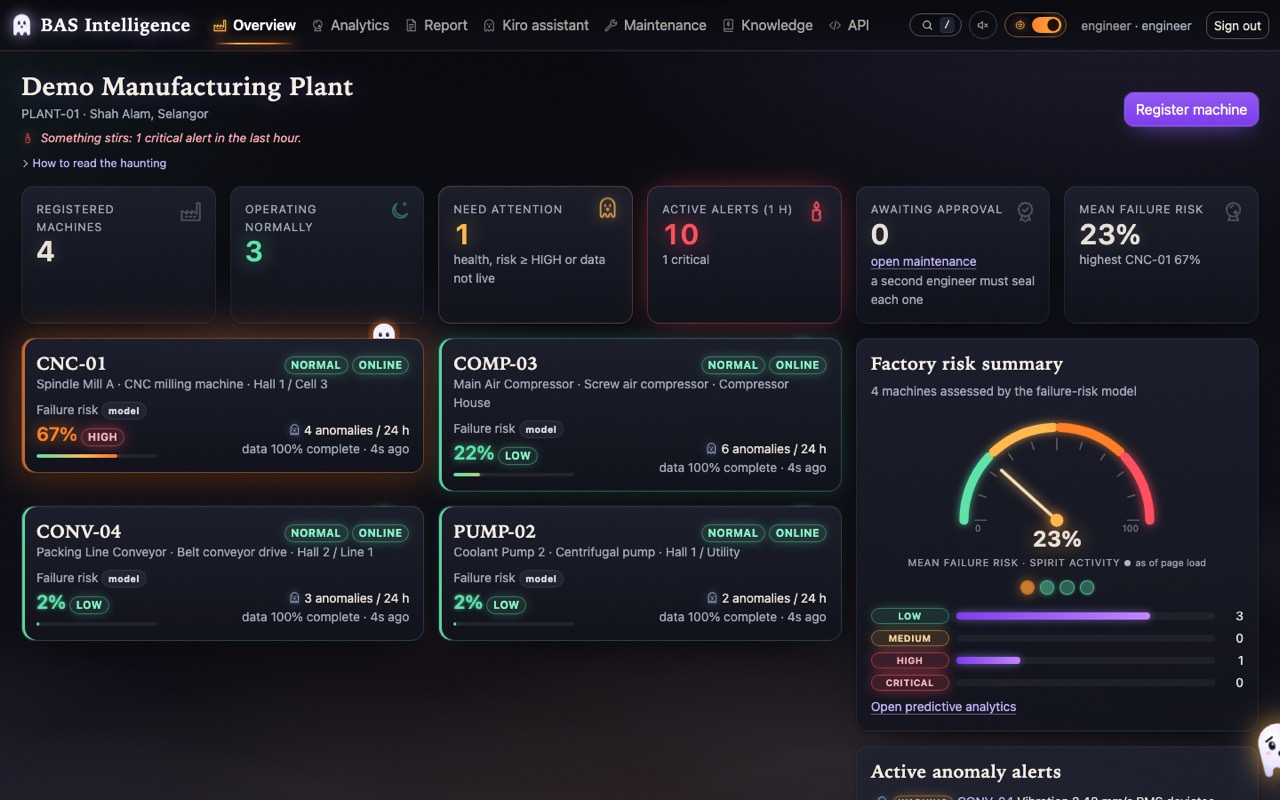 BAS Intelligence
Overview
Analytics
Report
Kiro assistant
Maintenance
Knowledge
API
/
engineer · engineer
Sign out
Demo Manufacturing Plant
PLANT-01 · Shah Alam, Selangor
Something stirs: 1 critical alert in the last hour.
How to read the haunting
Register machine
REGISTERED
MACHINES
4
OPERATING
NORMALLY
3
NEED ATTENTION
1
health, risk ≥ HIGH or data
not live
ACTIVE ALERTS (1 H)
10
1 critical
AWAITING APPROVAL
0
open maintenance
a second engineer must seal
each one
MEAN FAILURE RISK
23%
highest CNC-01 67%
CNC-01
NORMAL
ONLINE
Spindle Mill A · CNC milling machine · Hall 1 / Cell 3
Failure risk model
67% HIGH
4 anomalies / 24 h
data 100% complete · 4s ago
COMP-03
NORMAL
ONLINE
Main Air Compressor · Screw air compressor · Compressor
House
Failure risk model
22% LOW
6 anomalies / 24 h
data 100% complete · 4s ago
CONV-04
NORMAL
ONLINE
Packing Line Conveyor · Belt conveyor drive · Hall 2 / Line 1
Failure risk model
2% LOW
3 anomalies / 24 h
data 100% complete · 4s ago
PUMP-02
NORMAL
ONLINE
Coolant Pump 2 · Centrifugal pump · Hall 1 / Utility
Failure risk model
2% LOW
2 anomalies / 24 h
data 100% complete · 4s ago
Factory risk summary
4 machines assessed by the failure-risk model
0
100
23%
MEAN FAILURE RISK · SPIRIT ACTIVITY ● as of page load
LOW 3
MEDIUM 0
HIGH 1
CRITICAL 0
Open predictive analytics
Active anomaly alerts